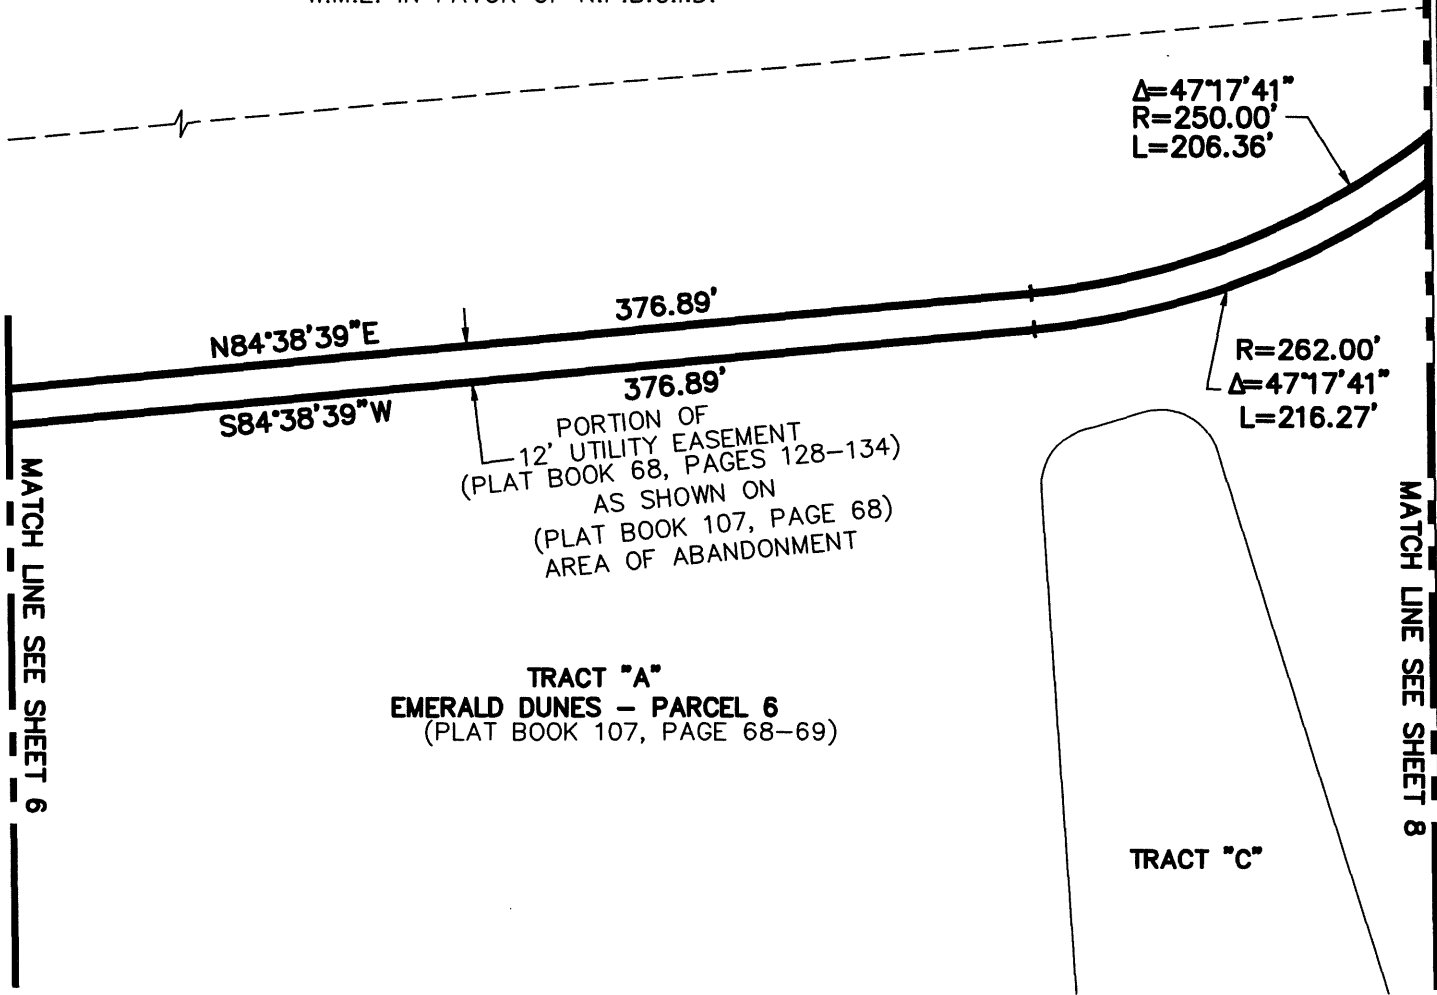 Δ=47°17'41"
R=250.00'
L=206.36'
N84°38'39"E
376.89'
S84°38'39"W
376.89'
R=262.00'
Δ=47°17'41"
L=216.27'
PORTION OF
12' UTILITY EASEMENT
(PLAT BOOK 68, PAGES 128-134)
AS SHOWN ON
(PLAT BOOK 107, PAGE 68)
AREA OF ABANDONMENT
MATCH LINE SEE SHEET 6
MATCH LINE SEE SHEET 8
TRACT "A"
EMERALD DUNES - PARCEL 6
(PLAT BOOK 107, PAGE 68-69)
TRACT "C"